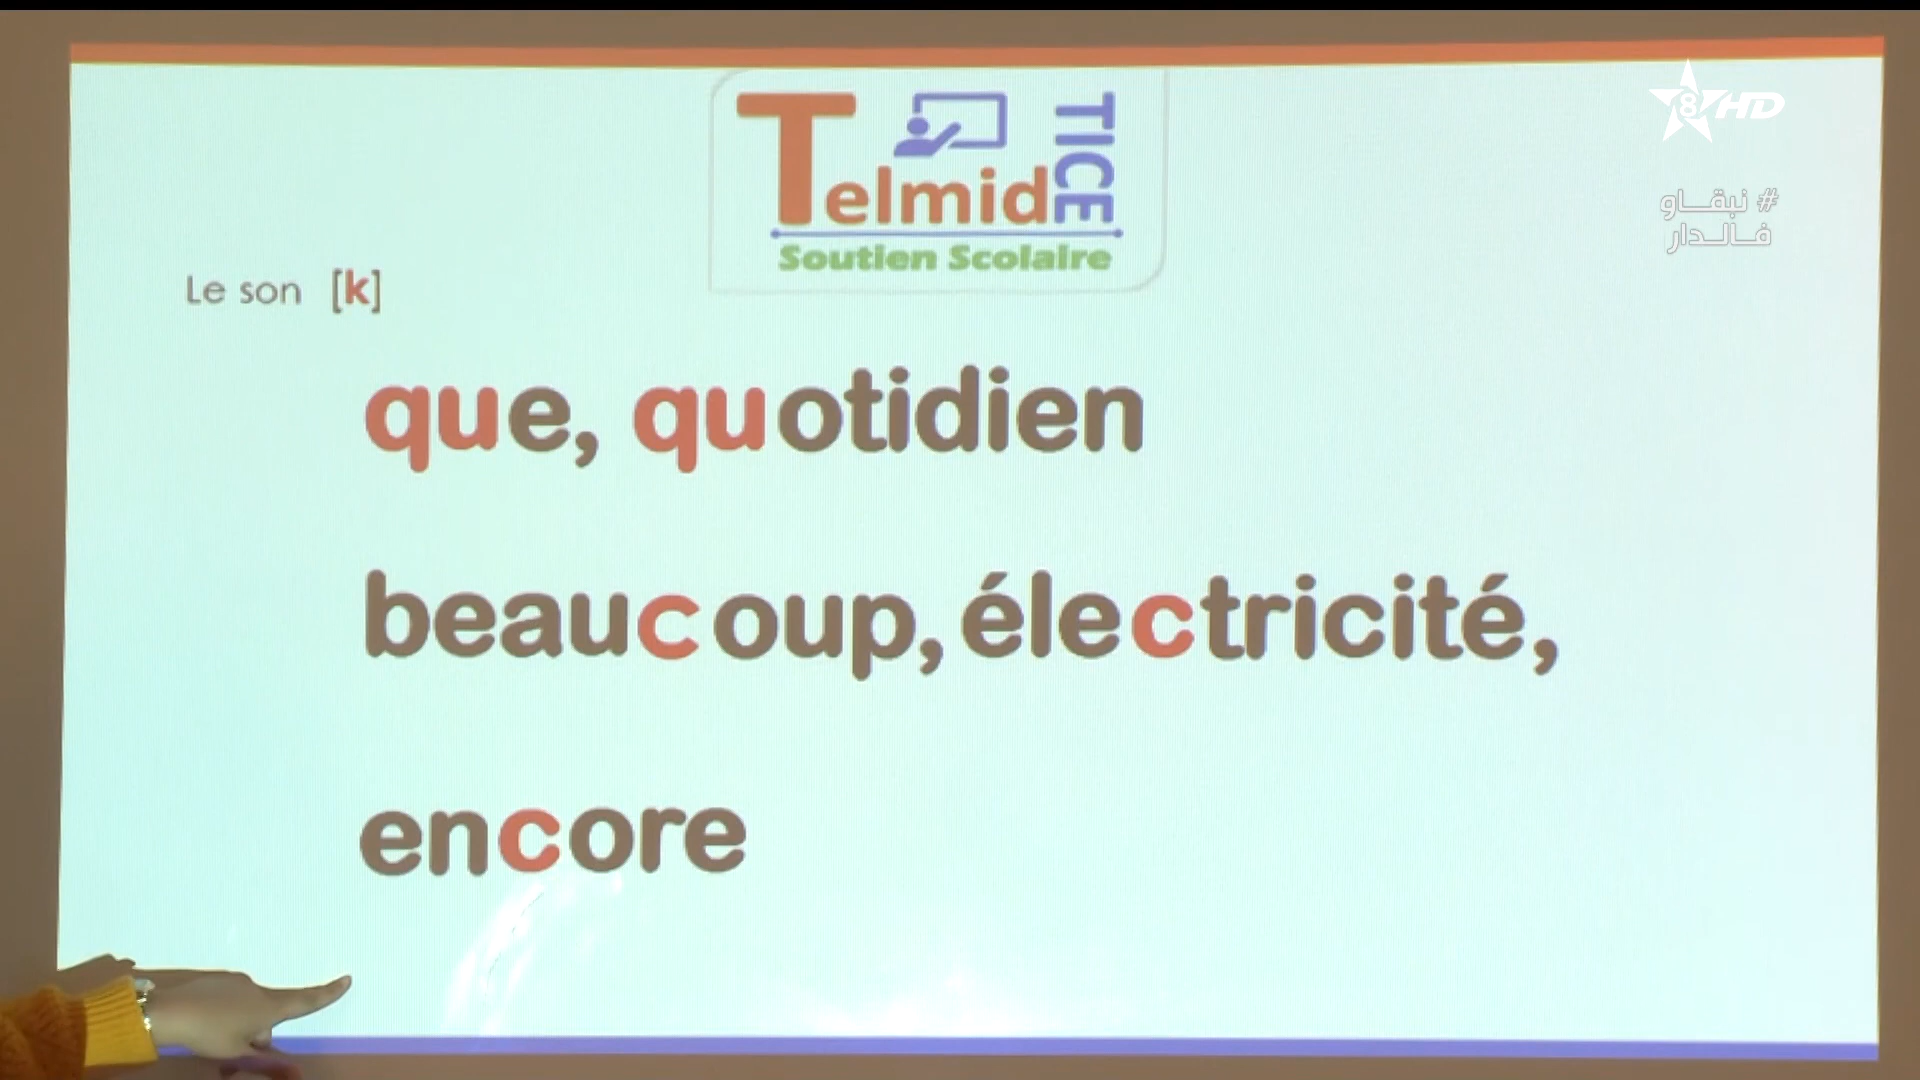 Telmid TICE
Soutien Scolaire
8 HD
# نبقاو
فالدار
Le son [k]
que, quotidien
beaucoup, électricité,
encore